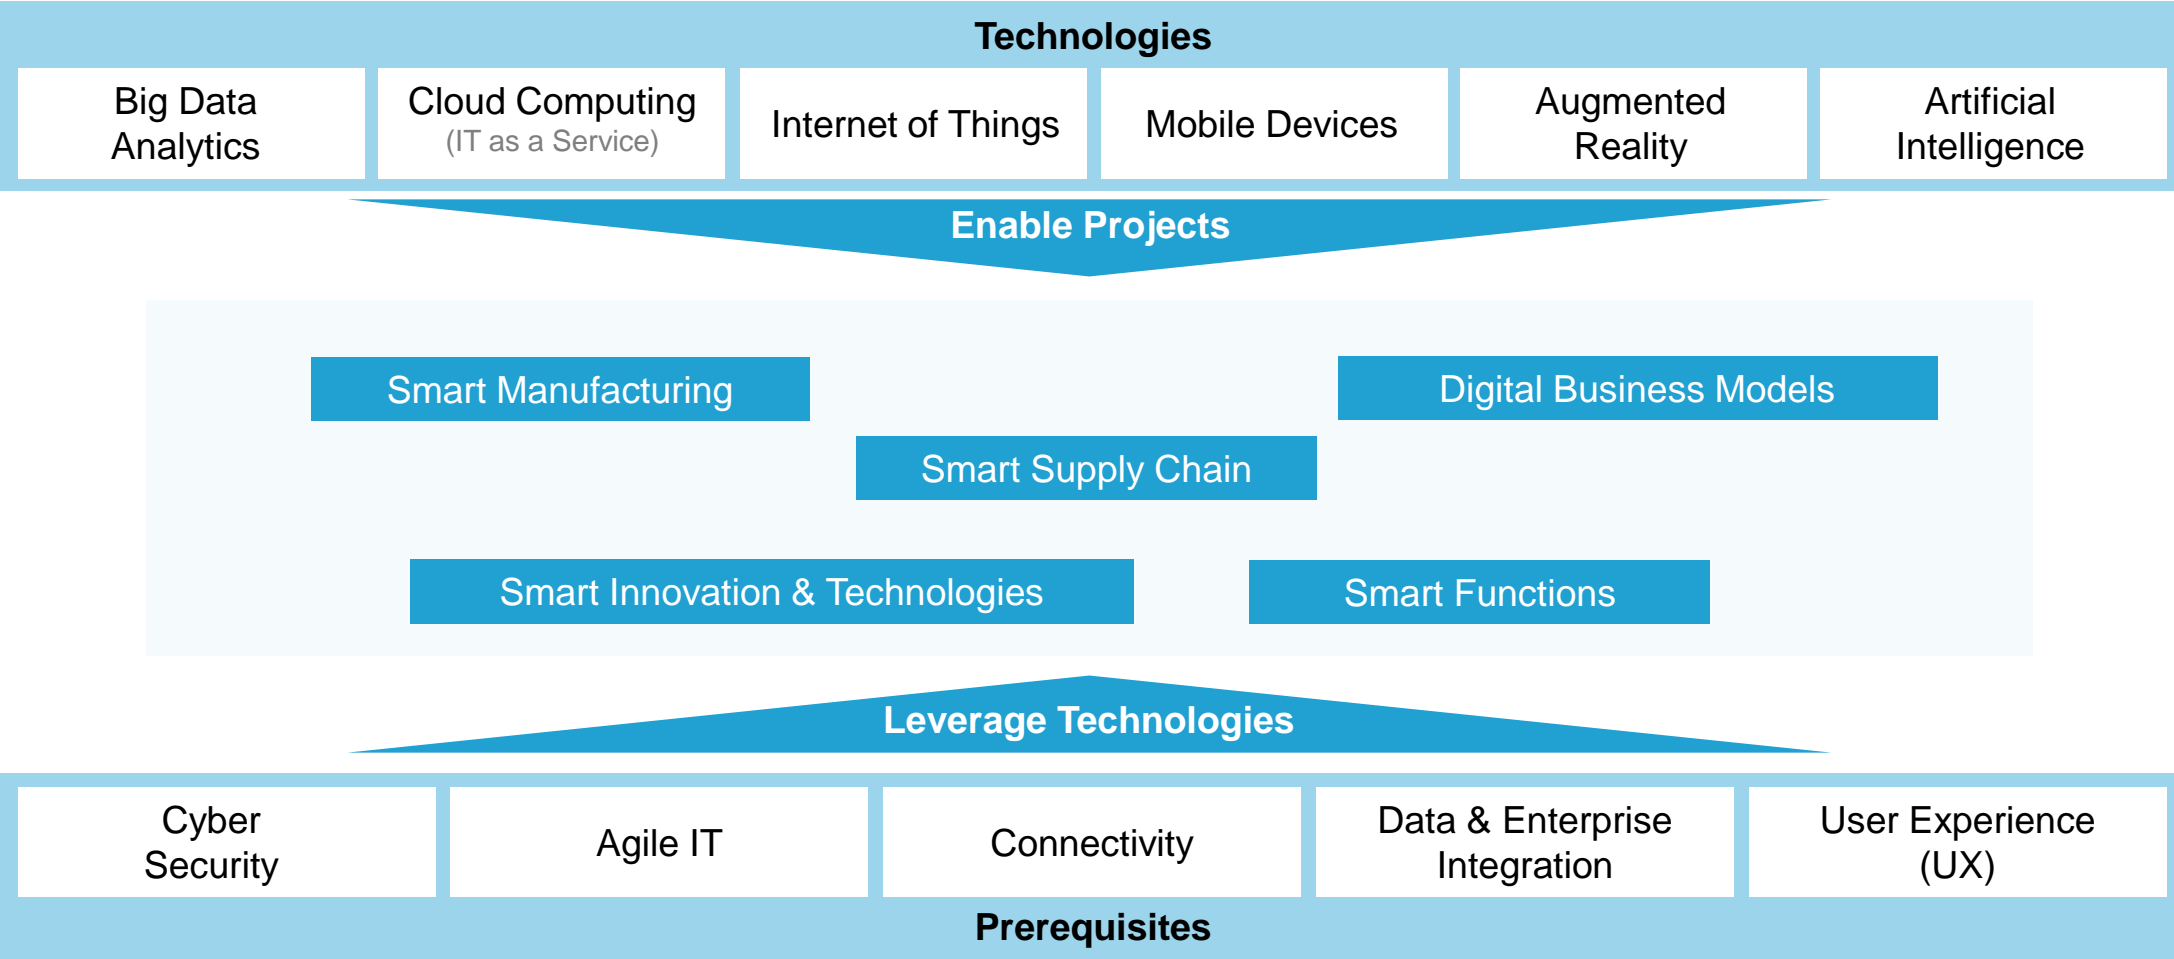 Technologies
Big Data
Analytics
Cloud Computing
(IT as a Service)
Internet of Things
Mobile Devices
Augmented
Reality
Artificial
Intelligence
Enable Projects
Smart Manufacturing
Digital Business Models
Smart Supply Chain
Smart Innovation & Technologies
Smart Functions
Leverage Technologies
Cyber
Security
Agile IT
Connectivity
Data & Enterprise
Integration
User Experience
(UX)
Prerequisites